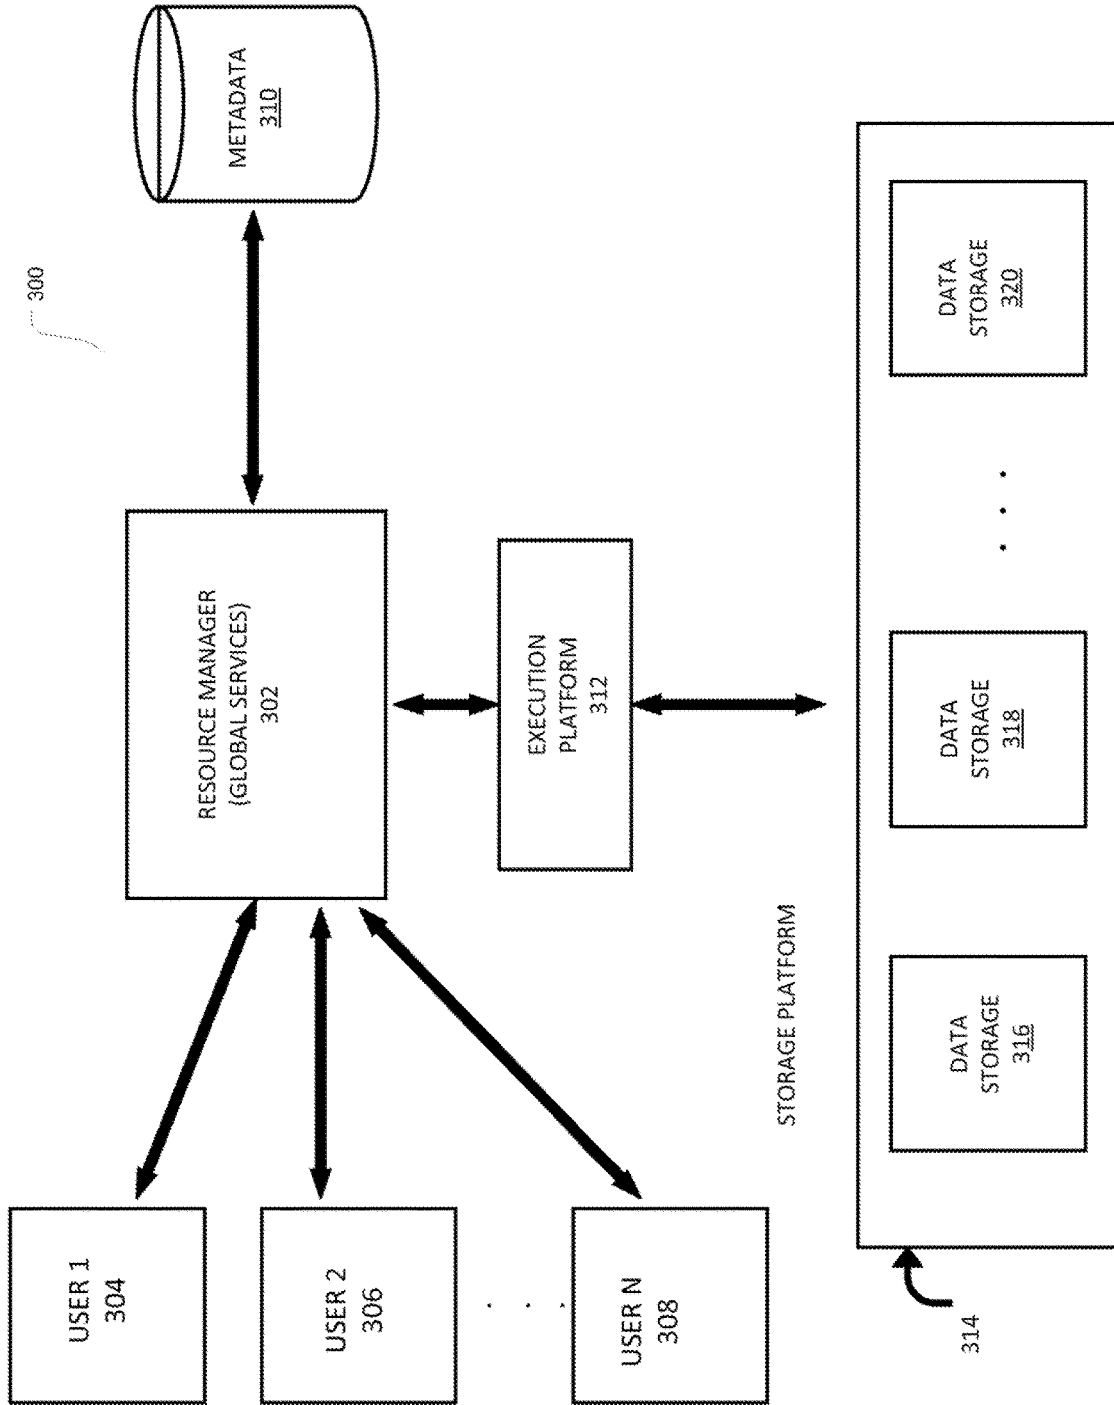 300
USER 1
304
USER 2
306
. . .
USER N
308
RESOURCE MANAGER
(GLOBAL SERVICES)
302
METADATA
310
EXECUTION
PLATFORM
312
STORAGE PLATFORM
314
DATA
STORAGE
316
DATA
STORAGE
318
. . .
DATA
STORAGE
320